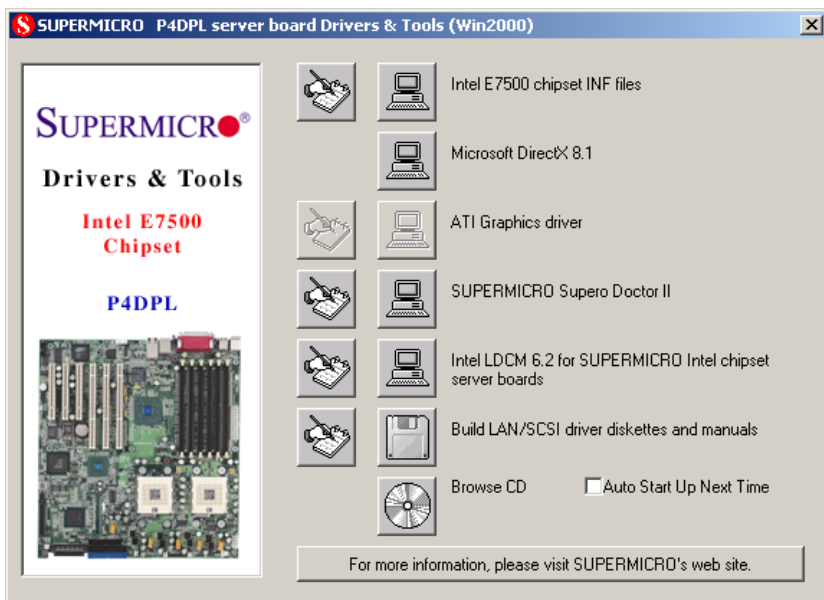 SUPERMICRO P4DPL server board Drivers & Tools (Win2000)
SUPERMICRO®
Drivers & Tools
Intel E7500
Chipset
P4DPL
Intel E7500 chipset INF files
Microsoft DirectX 8.1
ATI Graphics driver
SUPERMICRO Supero Doctor II
Intel LDCM 6.2 for SUPERMICRO Intel chipset
server boards
Build LAN/SCSI driver diskettes and manuals
Browse CD
Auto Start Up Next Time
For more information, please visit SUPERMICRO's web site.